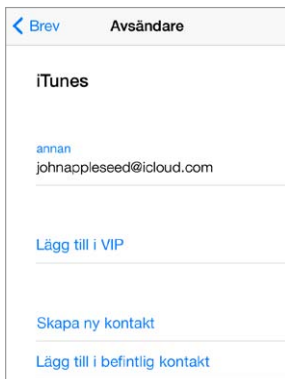 Brev Avsändare
iTunes
annan
johnappleseed@icloud.com
Lägg till i VIP
Skapa ny kontakt
Lägg till i befintlig kontakt